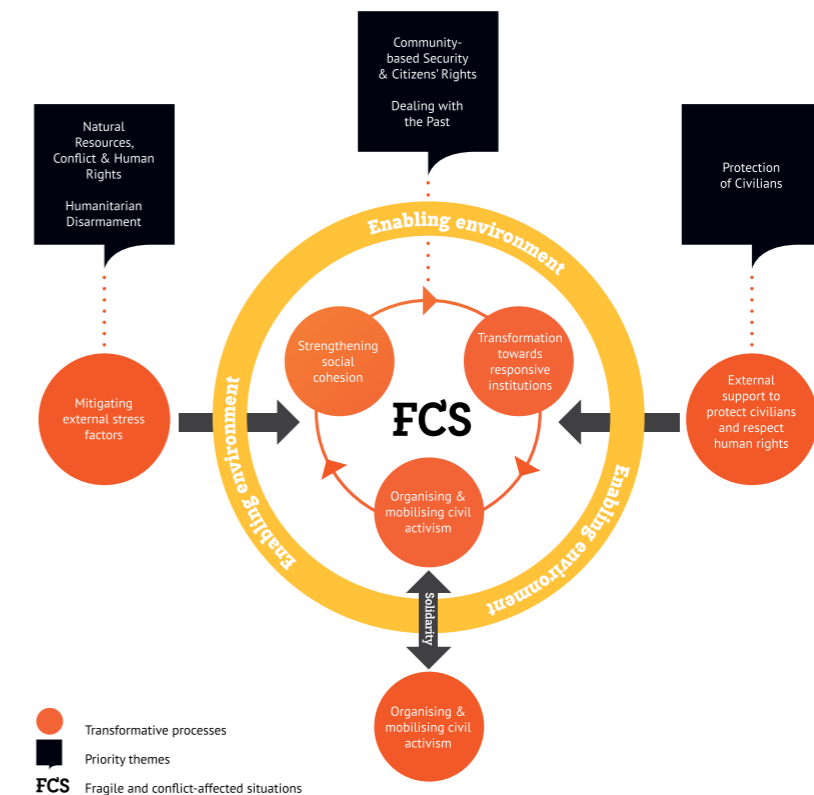 Community-
based Security
& Citizens' Rights
Dealing with
the Past
Natural
Resources,
Conflict & Human
Rights
Humanitarian
Disarmament
Protection
of Civilians
Enabling environment
Enabling environment
Enabling environment
Strengthening
social
cohesion
Transformation
towards
responsive
institutions
Mitigating
external stress
factors
FCS
External
support to
protect civilians
and respect
human rights
Organising &
mobilising civil
activism
Solidarity
Organising &
mobilising civil
activism
Transformative processes
Priority themes
FCS Fragile and conflict-affected situations